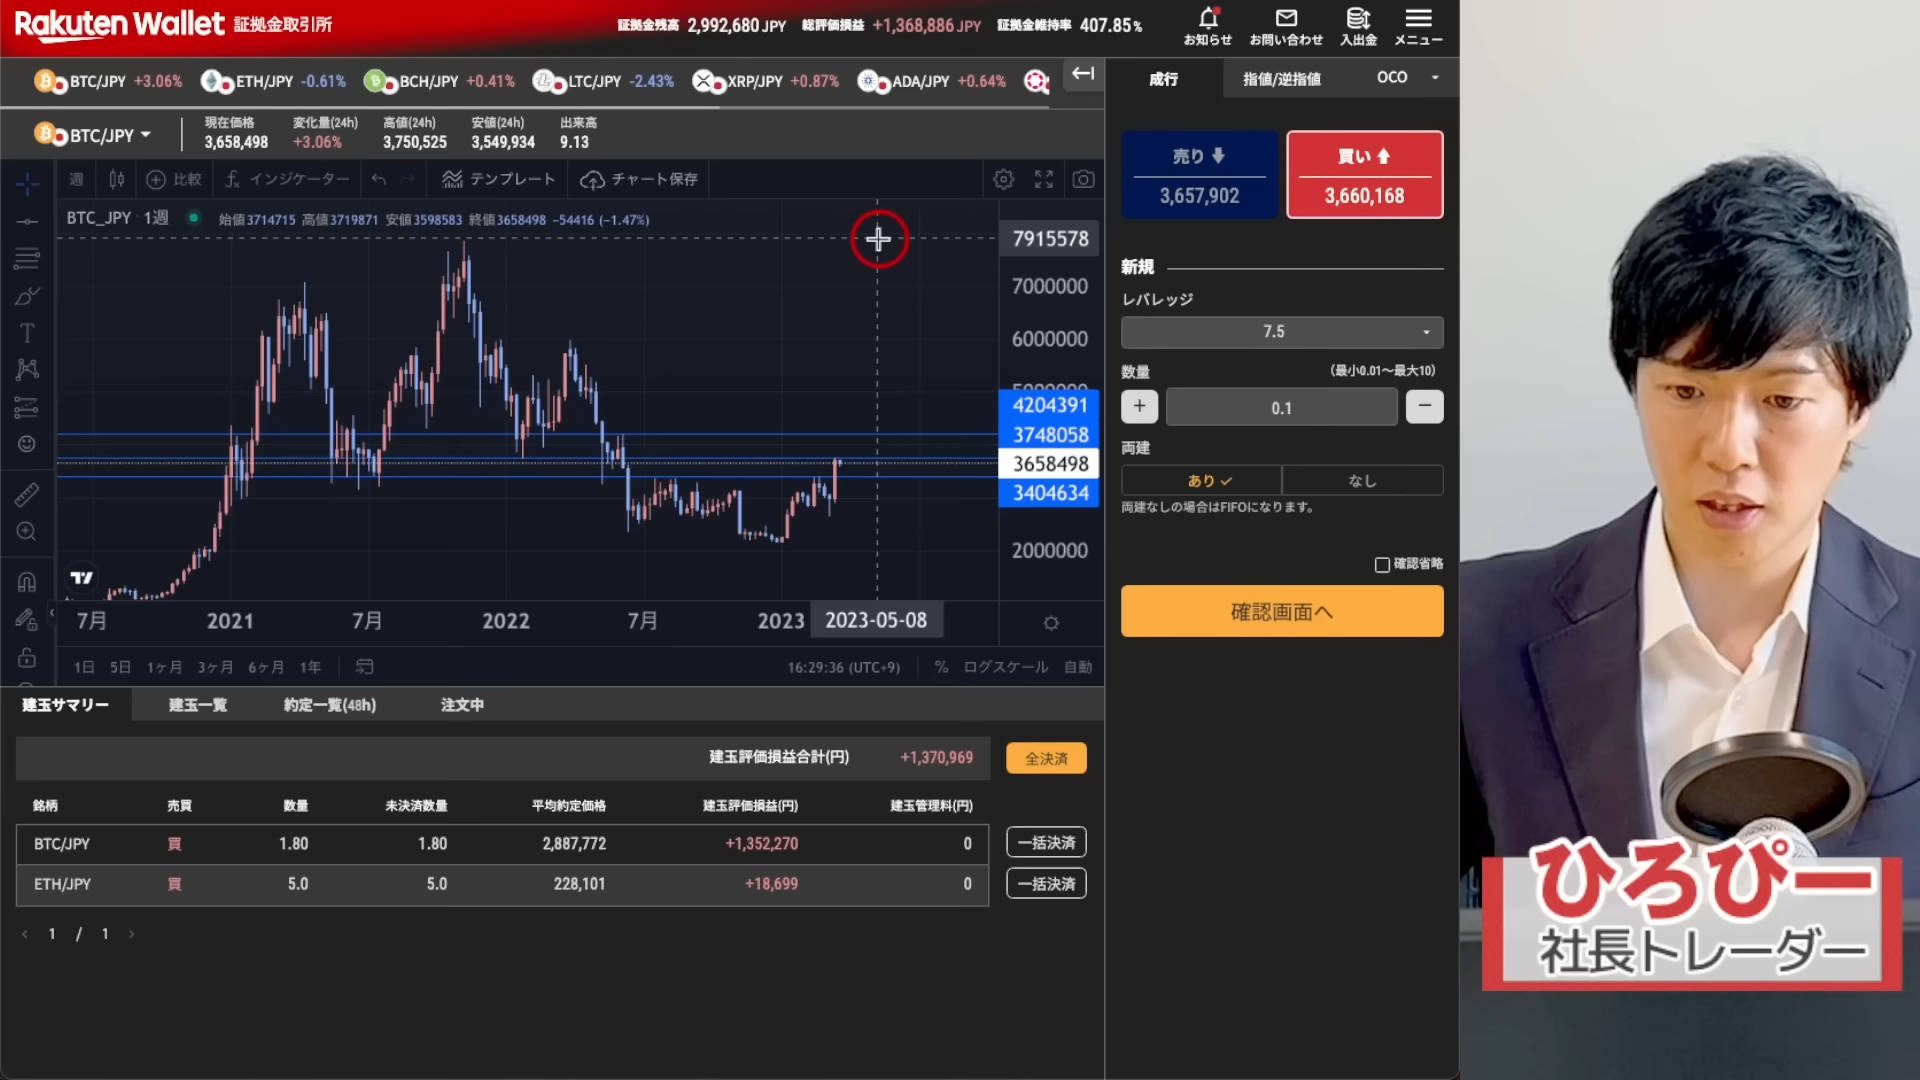 Rakuten Wallet 証拠金取引所
証拠金残高 2,992,680 JPY 総評価損益 +1,368,886 JPY 証拠金維持率 407.85%
お知らせ お問い合わせ 入出金 メニュー
BTC/JPY +3.06% ETH/JPY -0.61% BCH/JPY +0.41% LTC/JPY -2.43% XRP/JPY +0.87% ADA/JPY +0.64%
BTC/JPY
現在価格 変化量(24h) 高値(24h) 安値(24h) 出来高
3,658,498 +3.06% 3,750,525 3,549,934 9.13
週 比較 インジケーター テンプレート チャート保存
BTC_JPY 1週 始値3714715 高値3719871 安値3598583 終値3658498 −54416 (−1.47%)
7915578
7000000
6000000
5000000
4204391
3748058
3658498
3404634
2000000
7月 2021 7月 2022 7月 2023 2023-05-08
1日 5日 1ヶ月 3ヶ月 6ヶ月 1年 16:29:36 (UTC+9) % ログスケール 自動
成行 指値/逆指値 OCO
売り 買い
3,657,902 3,660,168
新規
レバレッジ
7.5
数量 (最小0.01〜最大10)
+ 0.1 −
両建
あり なし
両建なしの場合はFIFOになります。
確認省略
確認画面へ
建玉サマリー 建玉一覧 約定一覧(48h) 注文中
建玉評価損益合計(円) +1,370,969 全決済
銘柄 売買 数量 未決済数量 平均約定価格 建玉評価損益(円) 建玉管理料(円)
BTC/JPY 買 1.80 1.80 2,887,772 +1,352,270 0 一括決済
ETH/JPY 買 5.0 5.0 228,101 +18,699 0 一括決済
‹ 1 / 1 ›
ひろぴー
社長トレーダー